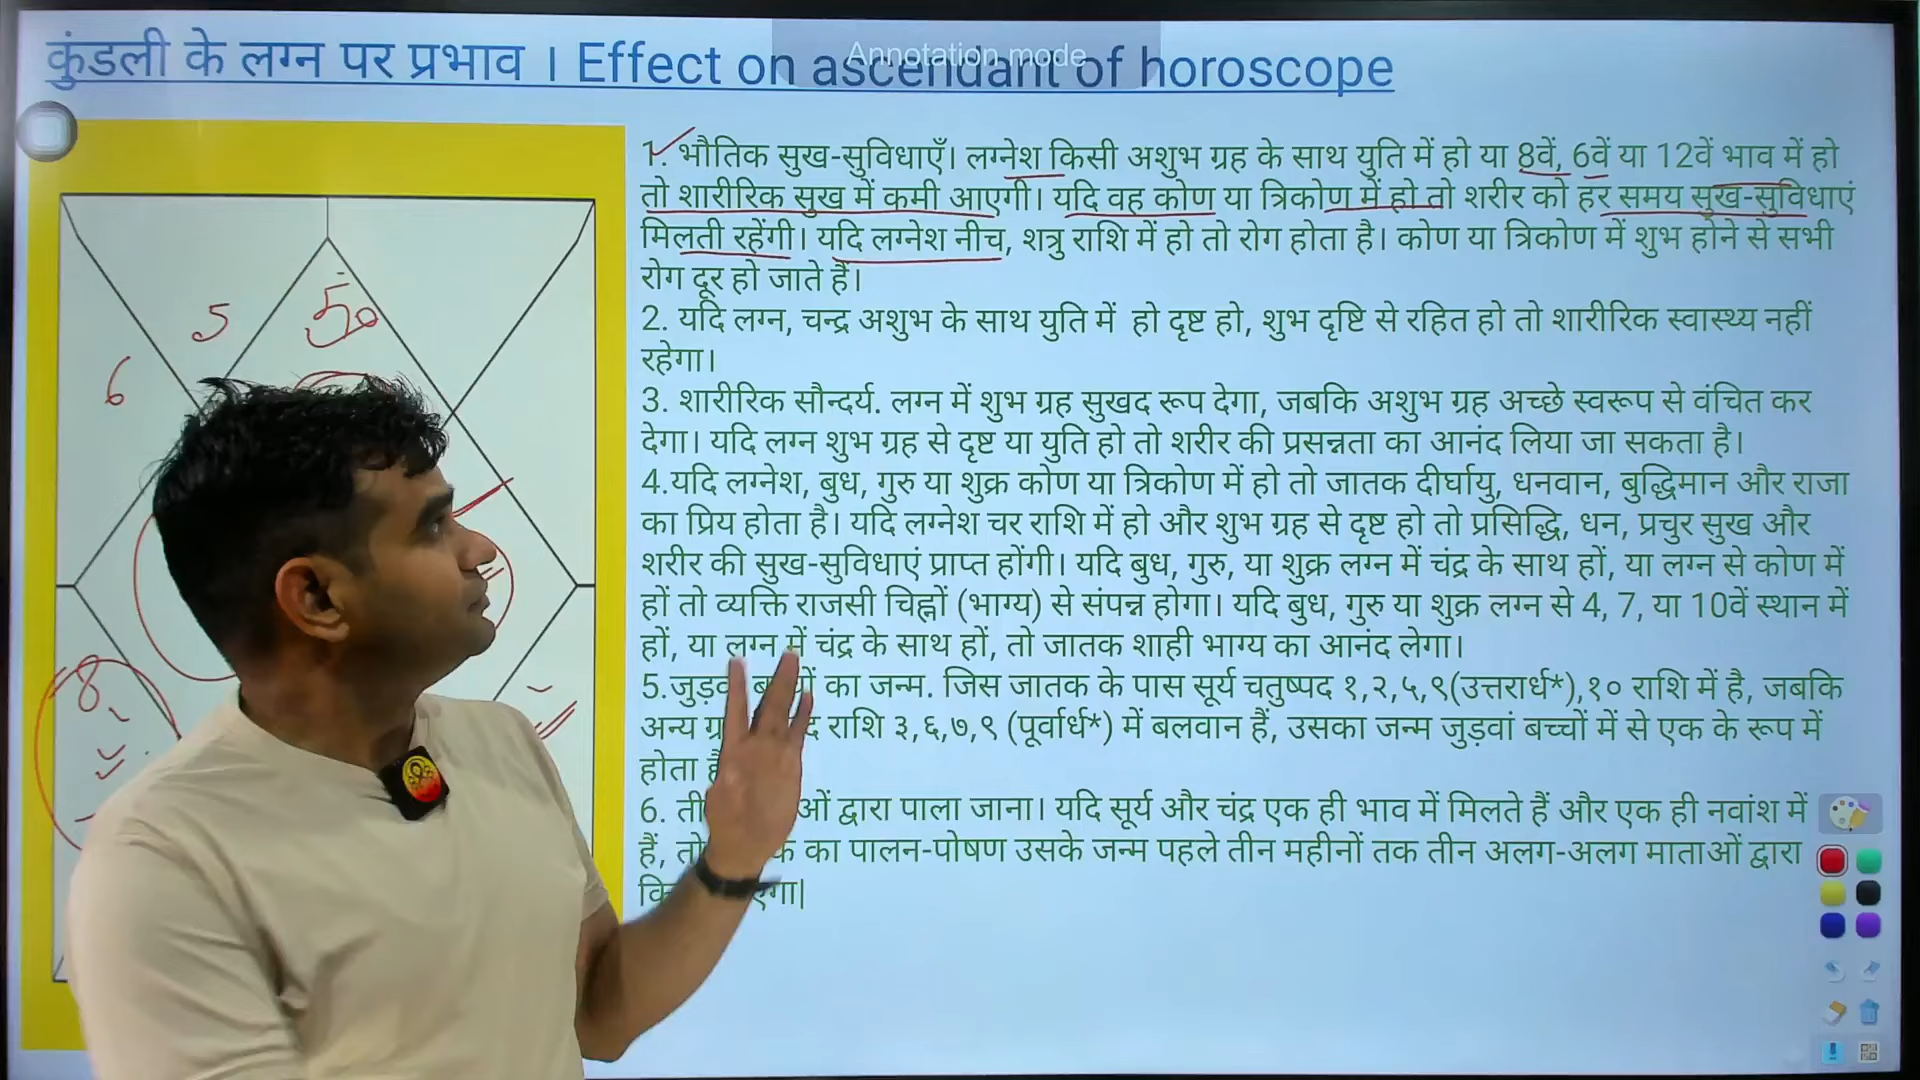 कुंडली के लग्न पर प्रभाव । Effect on ascendant of horoscope
Annotation mode
1. भौतिक सुख-सुविधाएँ। लग्नेश किसी अशुभ ग्रह के साथ युति में हो या 8वें, 6वें या 12वें भाव में हो
तो शारीरिक सुख में कमी आएगी। यदि वह कोण या त्रिकोण में हो तो शरीर को हर समय सुख-सुविधाएं
मिलती रहेंगी। यदि लग्नेश नीच, शत्रु राशि में हो तो रोग होता है। कोण या त्रिकोण में शुभ होने से सभी
रोग दूर हो जाते हैं।
2. यदि लग्न, चन्द्र अशुभ के साथ युति में हो दृष्ट हो, शुभ दृष्टि से रहित हो तो शारीरिक स्वास्थ्य नहीं
रहेगा।
3. शारीरिक सौन्दर्य. लग्न में शुभ ग्रह सुखद रूप देगा, जबकि अशुभ ग्रह अच्छे स्वरूप से वंचित कर
देगा। यदि लग्न शुभ ग्रह से दृष्ट या युति हो तो शरीर की प्रसन्नता का आनंद लिया जा सकता है।
4.यदि लग्नेश, बुध, गुरु या शुक्र कोण या त्रिकोण में हो तो जातक दीर्घायु, धनवान, बुद्धिमान और राजा
का प्रिय होता है। यदि लग्नेश चर राशि में हो और शुभ ग्रह से दृष्ट हो तो प्रसिद्धि, धन, प्रचुर सुख और
शरीर की सुख-सुविधाएं प्राप्त होंगी। यदि बुध, गुरु, या शुक्र लग्न में चंद्र के साथ हों, या लग्न से कोण में
हों तो व्यक्ति राजसी चिह्नों (भाग्य) से संपन्न होगा। यदि बुध, गुरु या शुक्र लग्न से 4, 7, या 10वें स्थान में
हों, या लग्न में चंद्र के साथ हों, तो जातक शाही भाग्य का आनंद लेगा।
5. का जन्म. जिस जातक के पास सूर्य चतुष्पद १,२,५,९(उत्तरार्ध*),१० राशि में है, जबकि
अन्य राशि ३,६,७,९ (पूर्वार्ध*) में बलवान हैं, उसका जन्म जुड़वां बच्चों में से एक के रूप में
होता
6. द्वारा पाला जाना। यदि सूर्य और चंद्र एक ही भाव में मिलते हैं और एक ही नवांश में
हैं, का पालन-पोषण उसके जन्म पहले तीन महीनों तक तीन अलग-अलग माताओं द्वारा
5
6
8